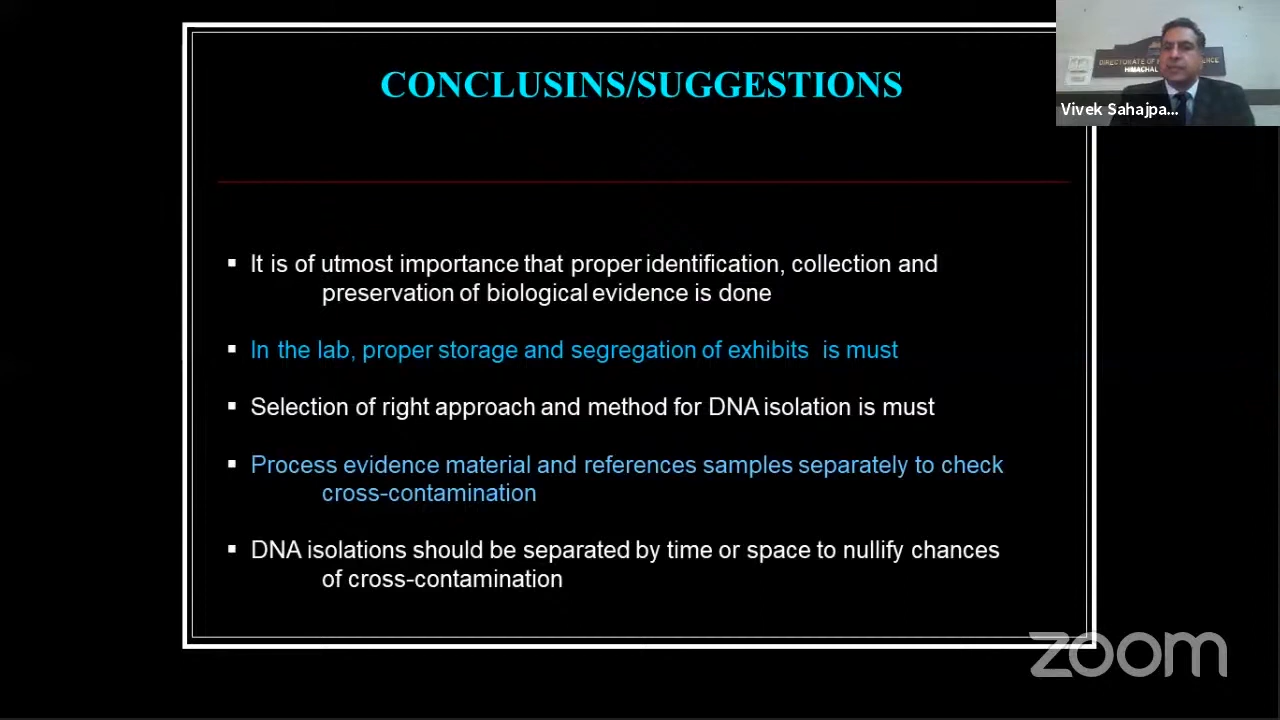 CONCLUSINS/SUGGESTIONS
DIRECTORATE OF
HIMACHAL
Vivek Sahajpa...
▪ It is of utmost importance that proper identification, collection and
preservation of biological evidence is done
▪ In the lab, proper storage and segregation of exhibits is must
▪ Selection of right approach and method for DNA isolation is must
▪ Process evidence material and references samples separately to check
cross-contamination
▪ DNA isolations should be separated by time or space to nullify chances
of cross-contamination
zoom